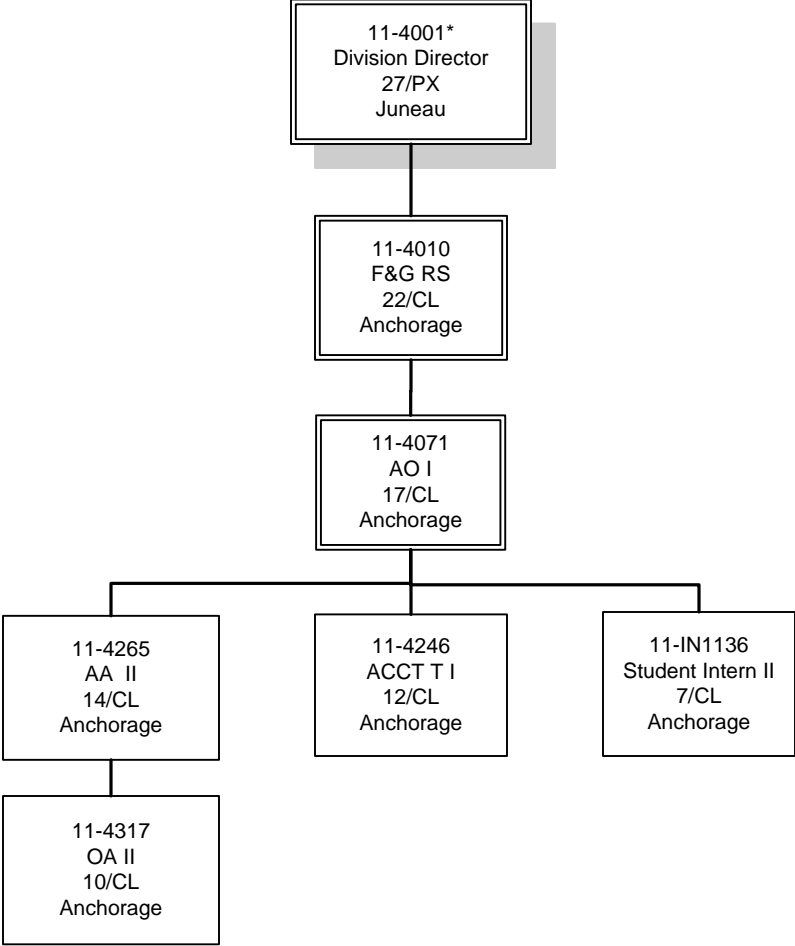 11-4001*
Division Director
27/PX
Juneau
11-4010
F&G RS
22/CL
Anchorage
11-4071
AO I
17/CL
Anchorage
11-4265
AA II
14/CL
Anchorage
11-4246
ACCT T I
12/CL
Anchorage
11-IN1136
Student Intern II
7/CL
Anchorage
11-4317
OA II
10/CL
Anchorage